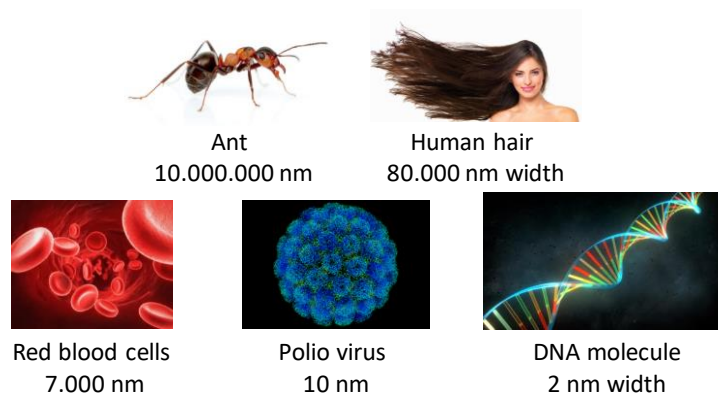 Ant
10.000.000 nm
Human hair
80.000 nm width
Red blood cells
7.000 nm
Polio virus
10 nm
DNA molecule
2 nm width